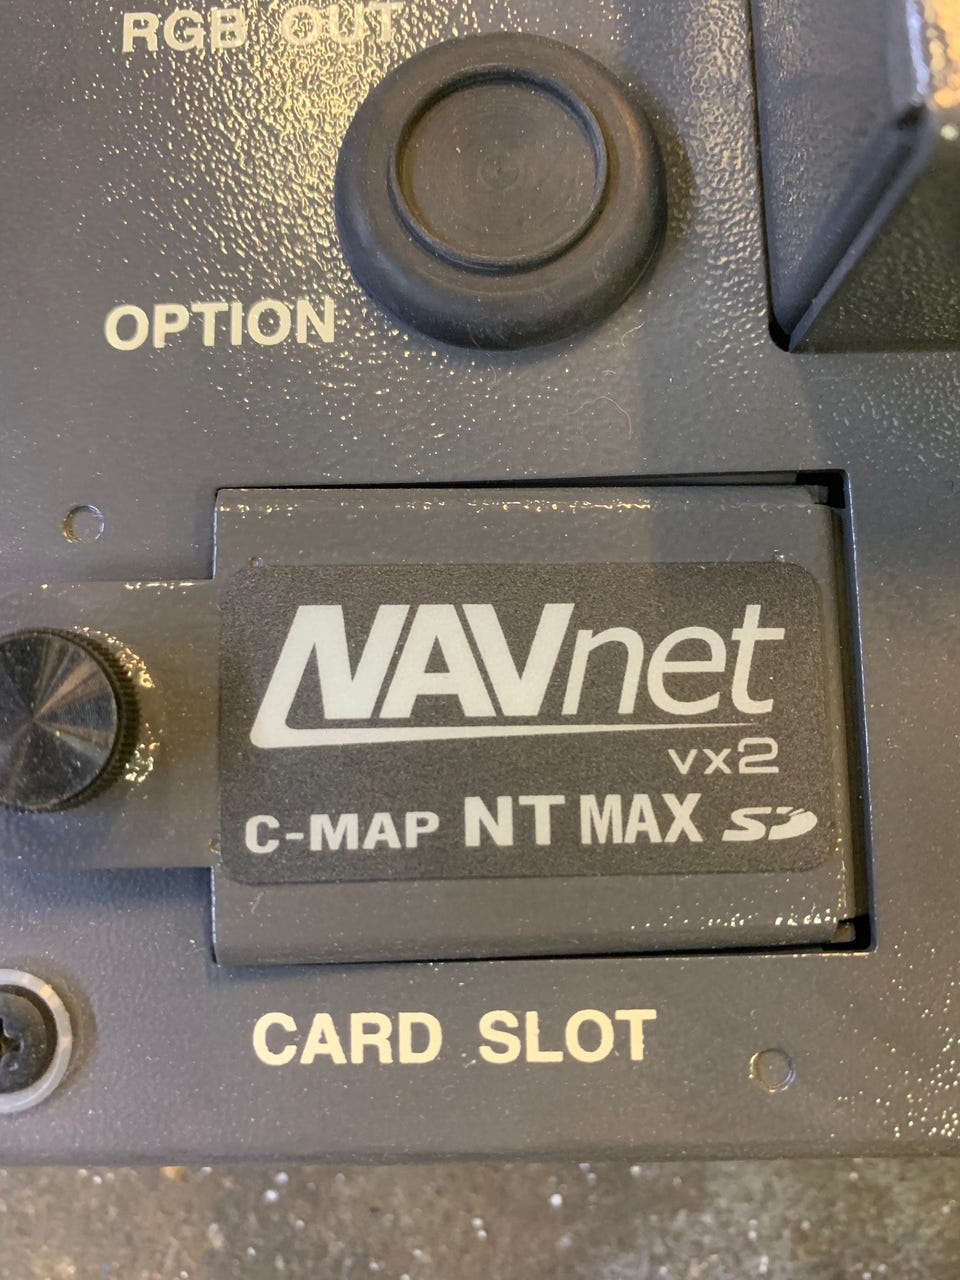 RGB OUT
OPTION
NAVnet
vx2
C-MAP NT MAX SD
CARD SLOT